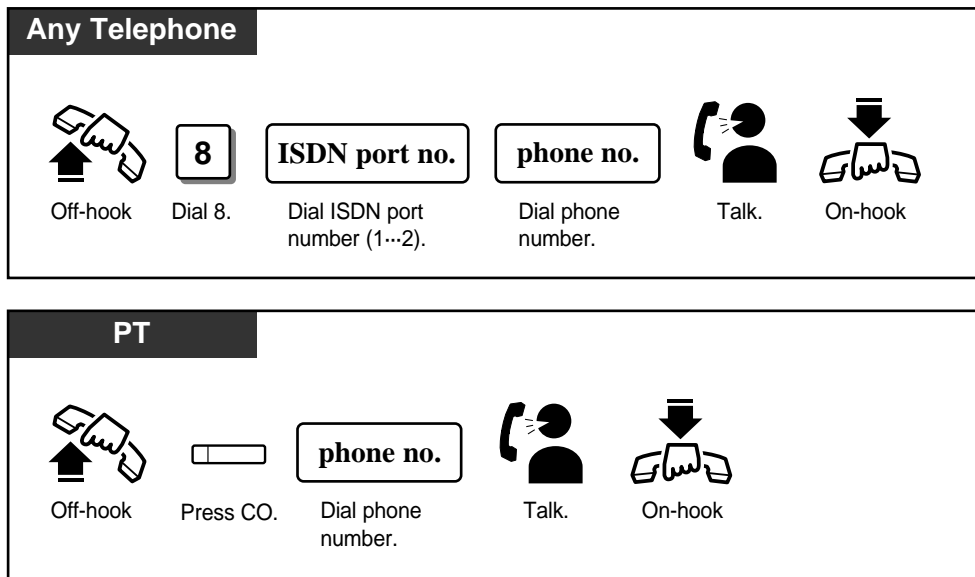 Any Telephone
8 ISDN port no. phone no.
Off-hook Dial 8. Dial ISDN port Dial phone Talk. On-hook
number (1···2). number.
PT
phone no.
Off-hook Press CO. Dial phone Talk. On-hook
number.